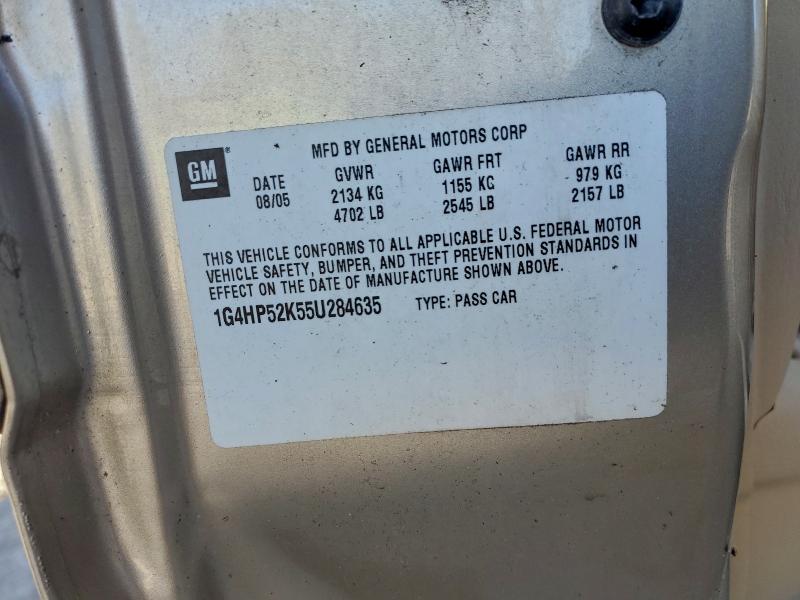 GM®
MFD BY GENERAL MOTORS CORP
DATE GVWR GAWR FRT GAWR RR
08/05 2134 KG 1155 KG 979 KG
4702 LB 2545 LB 2157 LB
THIS VEHICLE CONFORMS TO ALL APPLICABLE U.S. FEDERAL MOTOR
VEHICLE SAFETY, BUMPER, AND THEFT PREVENTION STANDARDS IN
EFFECT ON THE DATE OF MANUFACTURE SHOWN ABOVE.
1G4HP52K55U284635 TYPE: PASS CAR